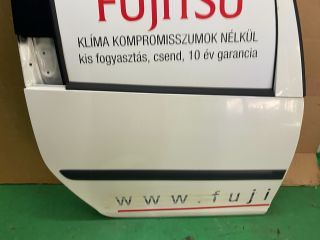 FUJITSU
KLÍMA KOMPROMISSZUMOK NÉLKÜL
kis fogyasztás, csend, 10 év garancia
www.fuji